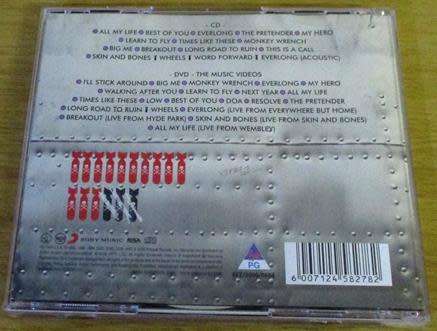 CD
ALL MY LIFE BEST OF YOU EVERLONG THE PRETENDER MY HERO
LEARN TO FLY TIMES LIKE THESE MONKEY WRENCH
BIG ME BREAKOUT LONG ROAD TO RUIN THIS IS A CALL
SKIN AND BONES WHEELS WORD FORWARD EVERLONG (ACOUSTIC)
DVD - THE MUSIC VIDEOS
I'LL STICK AROUND BIG ME MONKEY WRENCH EVERLONG MY HERO
WALKING AFTER YOU LEARN TO FLY NEXT YEAR ALL MY LIFE
TIMES LIKE THESE LOW BEST OF YOU DOA RESOLVE THE PRETENDER
LONG ROAD TO RUIN WHEELS EVERLONG (LIVE FROM EVERYWHERE BUT HOME)
BREAKOUT (LIVE FROM HYDE PARK) SKIN AND BONES (LIVE FROM SKIN AND BONES)
ALL MY LIFE (LIVE FROM WEMBLEY)
SONY MUSIC RISA
PG
6 007124 582782